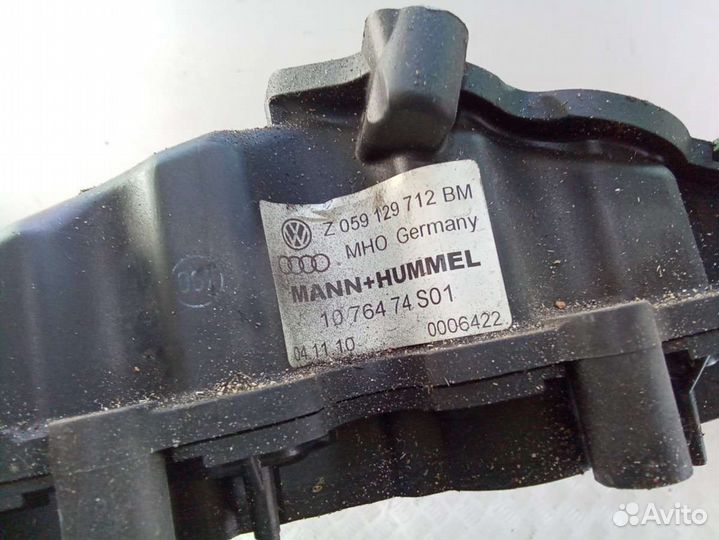 Z 059 129 712 BM
MHO Germany
MANN+HUMMEL
10 764 74 S01
04.11.10 0006422
Avito